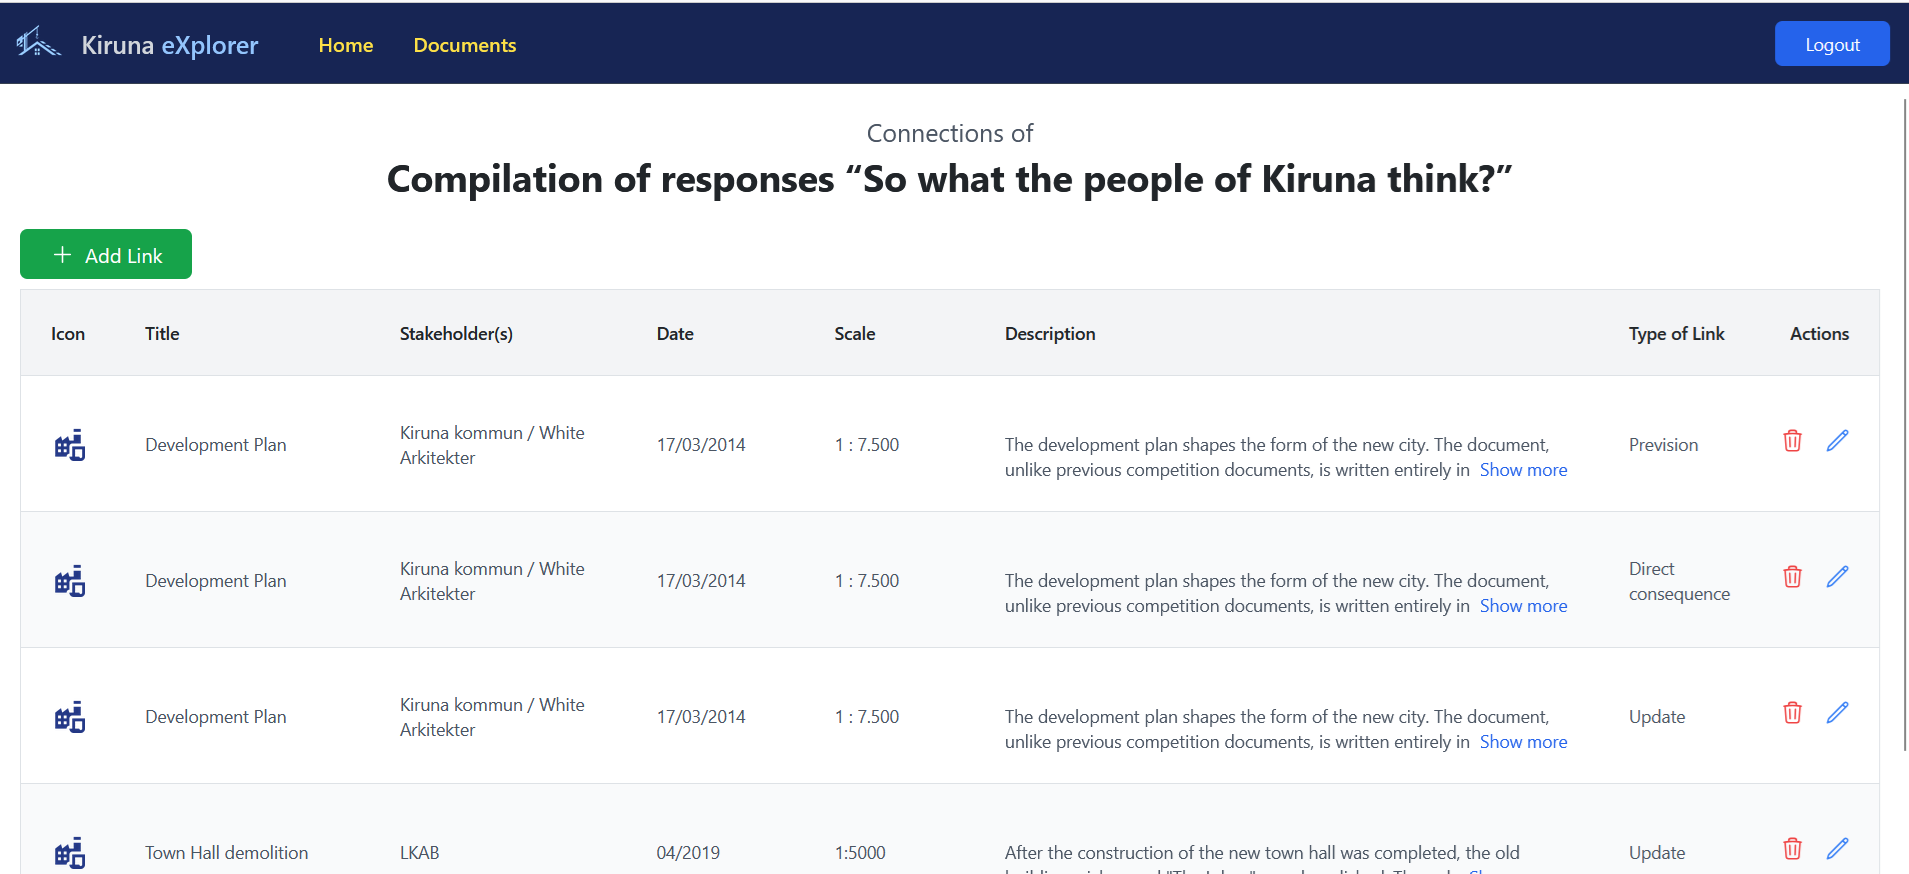 Kiruna eXplorer Home Documents Logout
Connections of
Compilation of responses “So what the people of Kiruna think?”
Add Link
Icon Title Stakeholder(s) Date Scale Description Type of Link Actions
Development Plan Kiruna kommun / White Arkitekter 17/03/2014 1 : 7.500 The development plan shapes the form of the new city. The document, unlike previous competition documents, is written entirely in Show more Prevision
Development Plan Kiruna kommun / White Arkitekter 17/03/2014 1 : 7.500 The development plan shapes the form of the new city. The document, unlike previous competition documents, is written entirely in Show more Direct consequence
Development Plan Kiruna kommun / White Arkitekter 17/03/2014 1 : 7.500 The development plan shapes the form of the new city. The document, unlike previous competition documents, is written entirely in Show more Update
Town Hall demolition LKAB 04/2019 1:5000 After the construction of the new town hall was completed, the old Update